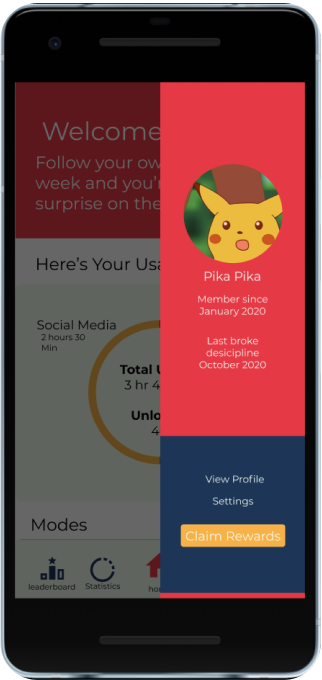 Welcome
Follow your ow
week and you'r
surprise on the
Here's Your Usa
Social Media
2 hours 30
Min
Total U
3 hr 4
Unlo
4
Modes
leaderboard
Statistics
ho
Pika Pika
Member since
January 2020
Last broke
desicipline
October 2020
View Profile
Settings
Claim Rewards